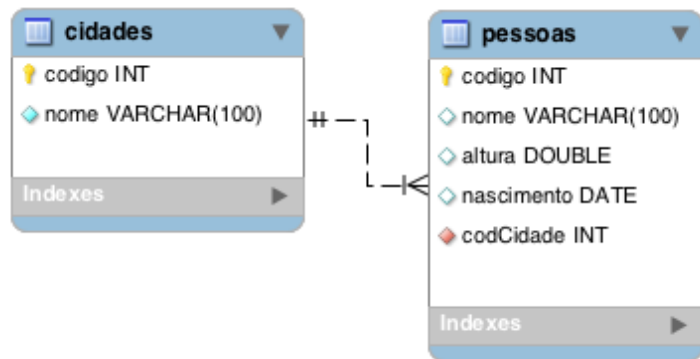 cidades
codigo INT
nome VARCHAR(100)
Indexes
pessoas
codigo INT
nome VARCHAR(100)
altura DOUBLE
nascimento DATE
codCidade INT
Indexes